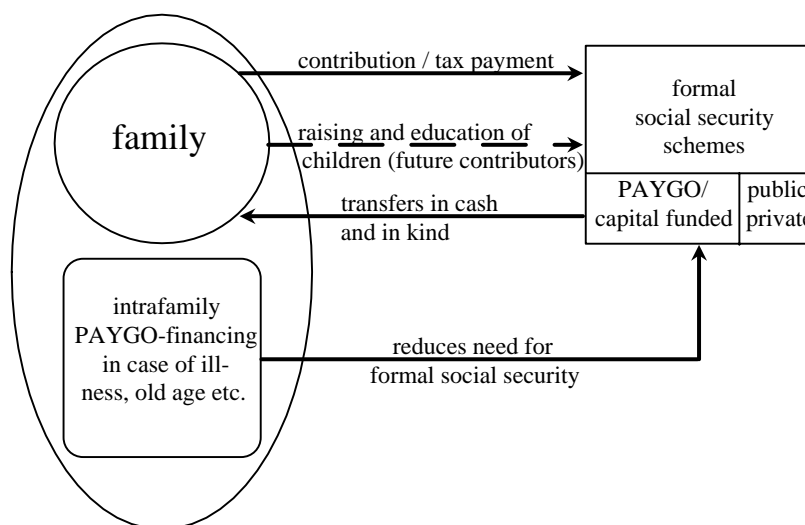 contribution / tax payment
family
raising and education of
children (future contributors)
transfers in cash
and in kind
formal
social security
schemes
PAYGO/
capital funded
public
private
intrafamily
PAYGO-financing
in case of ill-
ness, old age etc.
reduces need for
formal social security